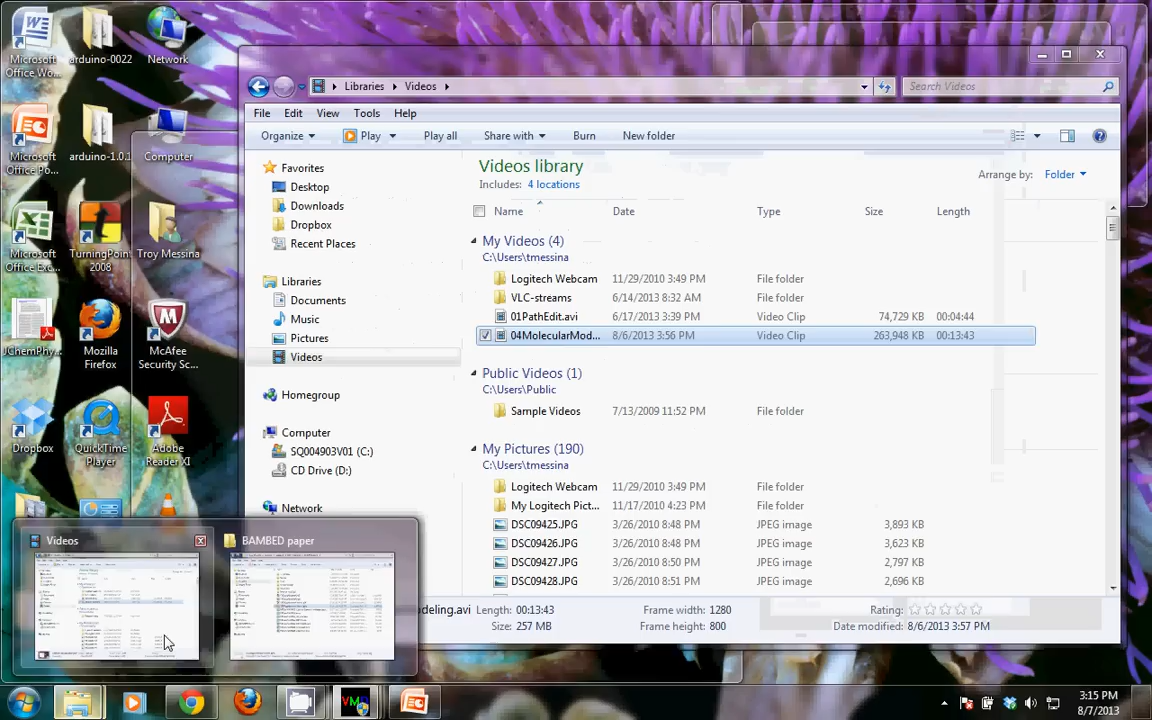 Microsoft Office Wo...
arduino-0022
Network
Microsoft Office Po...
arduino-1.0.1
Computer
Microsoft Office Exc...
TurningPoint 2008
Troy Messina
JChemPhy...
Mozilla Firefox
McAfee Security Sc...
Dropbox
QuickTime Player
Adobe Reader XI
Libraries
Videos
Search Videos
File Edit View Tools Help
Organize Play Play all Share with Burn New folder
Favorites
Desktop
Downloads
Dropbox
Recent Places
Libraries
Documents
Music
Pictures
Videos
Homegroup
Computer
SQ004903V01 (C:)
CD Drive (D:)
Network
Videos library
Includes: 4 locations
Arrange by: Folder
Name Date Type Size Length
My Videos (4)
C:\Users\tmessina
Logitech Webcam 11/29/2010 3:49 PM File folder
VLC-streams 6/14/2013 8:32 AM File folder
01PathEdit.avi 6/17/2013 3:39 PM Video Clip 74,729 KB 00:04:44
04MolecularMod... 8/6/2013 3:56 PM Video Clip 263,948 KB 00:13:43
Public Videos (1)
C:\Users\Public
Sample Videos 7/13/2009 11:52 PM File folder
My Pictures (190)
C:\Users\tmessina
Logitech Webcam 11/29/2010 3:49 PM File folder
My Logitech Pict... 11/17/2010 4:23 PM File folder
DSC09425.JPG 3/26/2010 8:48 PM JPEG image 3,893 KB
DSC09426.JPG 3/26/2010 8:48 PM JPEG image 3,623 KB
DSC09427.JPG 3/26/2010 8:50 PM JPEG image 2,797 KB
DSC09428.JPG 3/26/2010 8:51 PM JPEG image 2,696 KB
deling.avi Length: 00:13:43 Frame width: 1280 Rating:
Size: 257 MB Frame height: 800 Date modified: 8/6/2013 3:57 PM
Videos
BAMBED paper
VMD
3:15 PM
8/7/2013